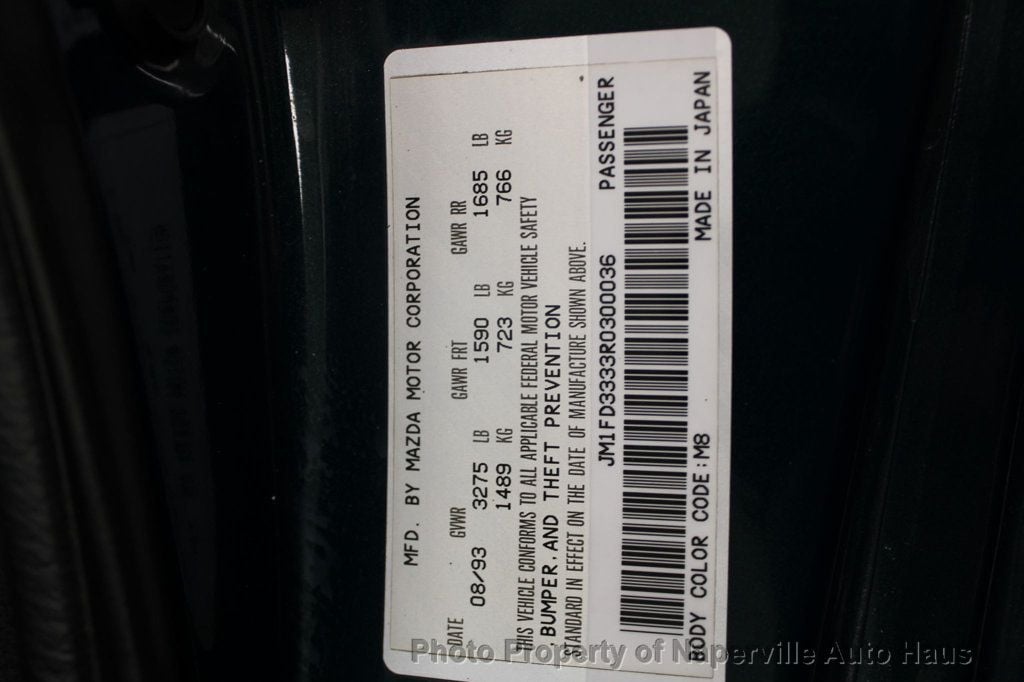 MFD. BY MAZDA MOTOR CORPORATION
DATE GVWR GAWR FRT GAWR RR
08/93 3275 LB 1590 LB 1685 LB
1489 KG 723 KG 766 KG
THIS VEHICLE CONFORMS TO ALL APPLICABLE FEDERAL MOTOR VEHICLE SAFETY
, BUMPER, AND THEFT PREVENTION
STANDARD IN EFFECT ON THE DATE OF MANUFACTURE SHOWN ABOVE.
JM1FD3333R0300036 PASSENGER
BODY COLOR CODE:M8 MADE IN JAPAN
Photo Property of Naperville Auto Haus